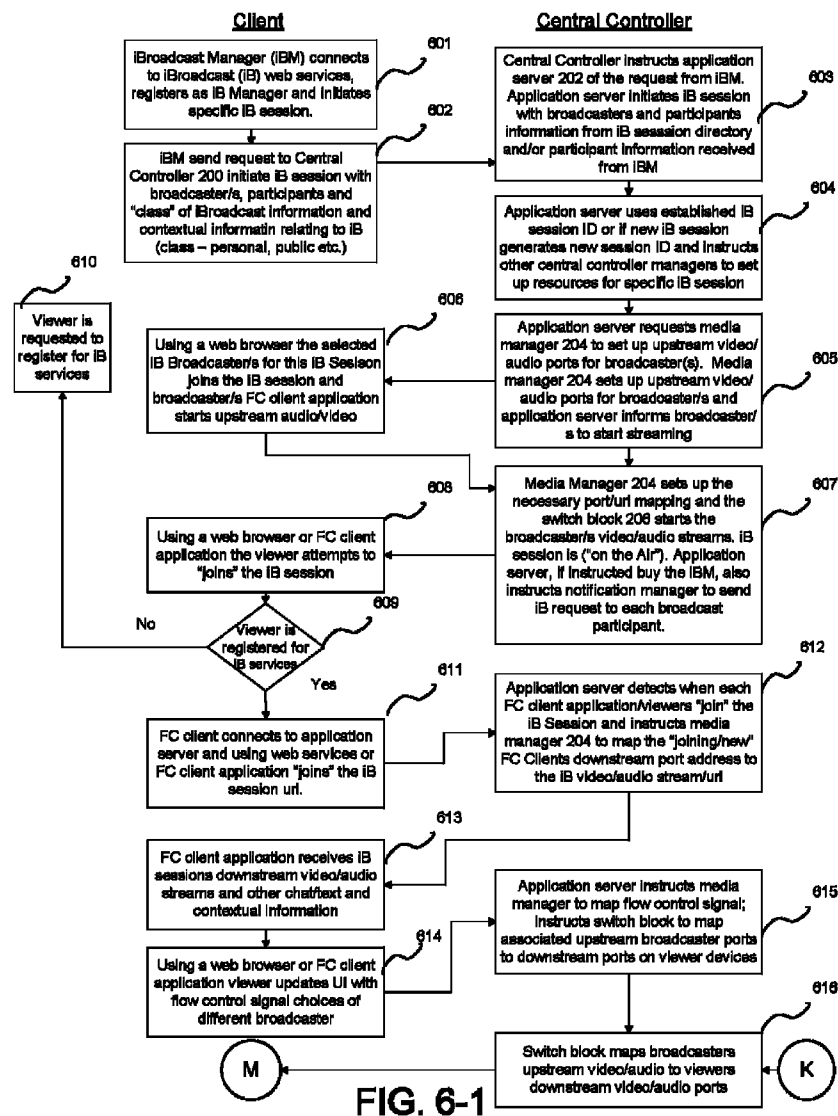 Client
Central Controller
iBroadcast Manager (iBM) connects
to iBroadcast (iB) web services,
registers as IB Manager and initiates
specific iB session.
601
602
iBM send request to Central
Controller 200 initiate iB session with
broadcaster/s, participants and
"class" of iBroadcast information and
contextual informatin relating to iB
(class – personal, public etc.)
Central Controller instructs application
server 202 of the request from iBM.
Application server initiates iB session
with broadcasters and participants
information from iB sesssion directory
and/or participant information received
from iBM
603
604
Application server uses established IB
session ID or if new iB session
generates new session ID and instructs
other central controller managers to set
up resources for specific iB session
610
Viewer is
requested to
register for iB
services
606
Using a web browser the selected
IB Broadcaster/s for this IB Sesison
joins the IB session and
broadcaster/s FC client application
starts upstream audio/video
Application server requests media
manager 204 to set up upstream video/
audio ports for broadcaster(s). Media
manager 204 sets up upstream video/
audio ports for broadcaster/s and
application server informs broadcaster/
s to start streaming
605
608
Using a web browser or FC client
application the viewer attempts to
"joins" the iB session
Media Manager 204 sets up the
necessary port/url mapping and the
switch block 206 starts the
broadcaster/s video/audio streams. iB
session is ("on the Air"). Application
server, if instructed buy the iBM, also
instructs notification manager to send
iB request to each broadcast
participant.
607
No
Viewer is
registered for
iB services
609
Yes
611
FC client connects to application
server and using web services or
FC client application "joins" the iB
session url.
612
Application server detects when each
FC client application/viewers "join" the
iB Session and instructs media
manager 204 to map the "joining/new"
FC Clients downstream port address to
the iB video/audio stream/url
613
FC client application receives iB
sessions downstream video/audio
streams and other chat/text and
contextual information
614
Using a web browser or FC client
application viewer updates UI with
flow control signal choices of
different broadcaster
Application server instructs media
manager to map flow control signal;
instructs switch block to map
associated upstream broadcaster ports
to downstream ports on viewer devices
615
616
M
Switch block maps broadcasters
upstream video/audio to viewers
downstream video/audio ports
K
FIG. 6-1